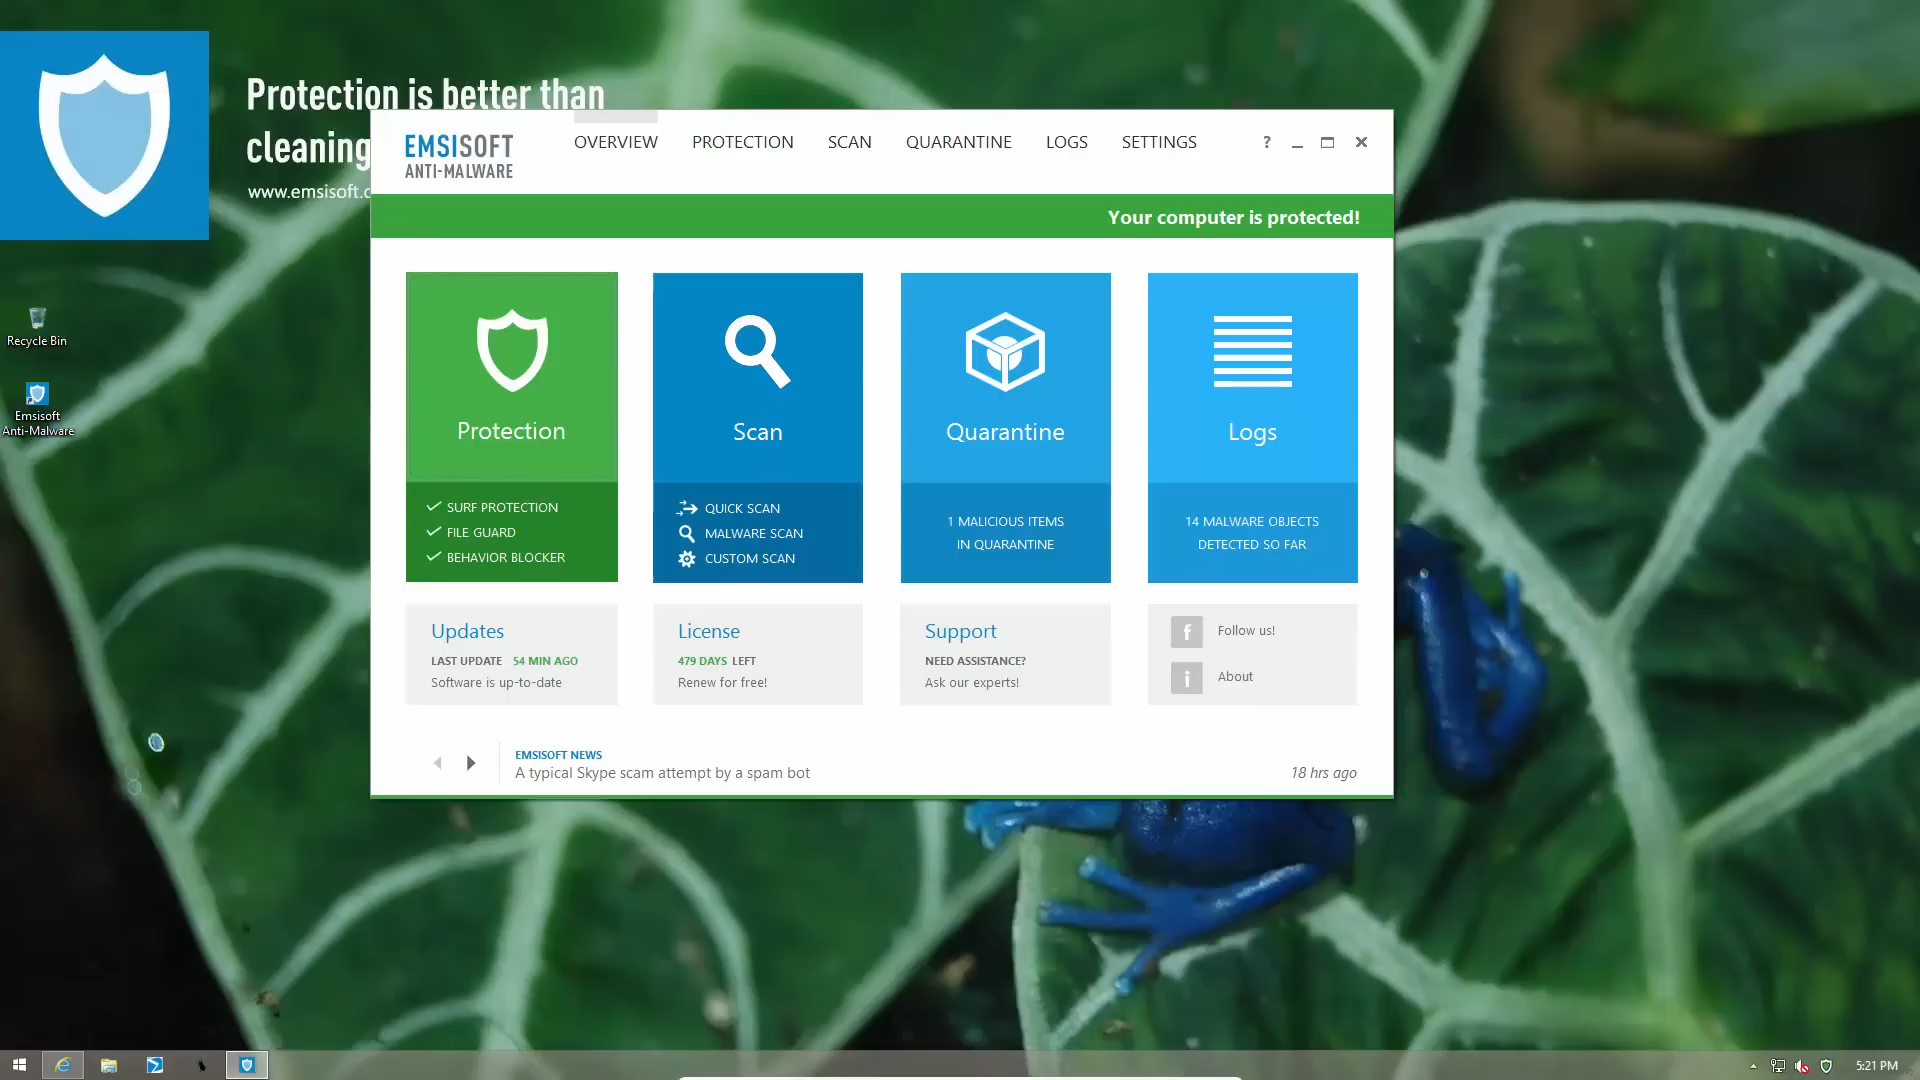 Protection is better than
cleaning
www.emsisoft.c
Recycle Bin
Emsisoft
Anti-Malware
EMSISOFT
ANTI-MALWARE
OVERVIEW
PROTECTION
SCAN
QUARANTINE
LOGS
SETTINGS
?
Your computer is protected!
Protection
SURF PROTECTION
FILE GUARD
BEHAVIOR BLOCKER
Scan
QUICK SCAN
MALWARE SCAN
CUSTOM SCAN
Quarantine
1 MALICIOUS ITEMS
IN QUARANTINE
Logs
14 MALWARE OBJECTS
DETECTED SO FAR
Updates
LAST UPDATE 54 MIN AGO
Software is up-to-date
License
479 DAYS LEFT
Renew for free!
Support
NEED ASSISTANCE?
Ask our experts!
Follow us!
About
EMSISOFT NEWS
A typical Skype scam attempt by a spam bot
18 hrs ago
5:21 PM